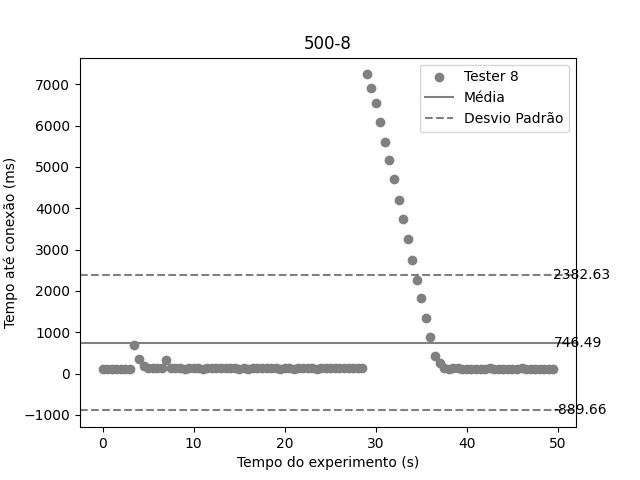 500-8
Tester 8
Média
Desvio Padrão
Tempo até conexão (ms)
7000
6000
5000
4000
3000
2000
1000
0
−1000
2382.63
746.49
-889.66
0 10 20 30 40 50
Tempo do experimento (s)